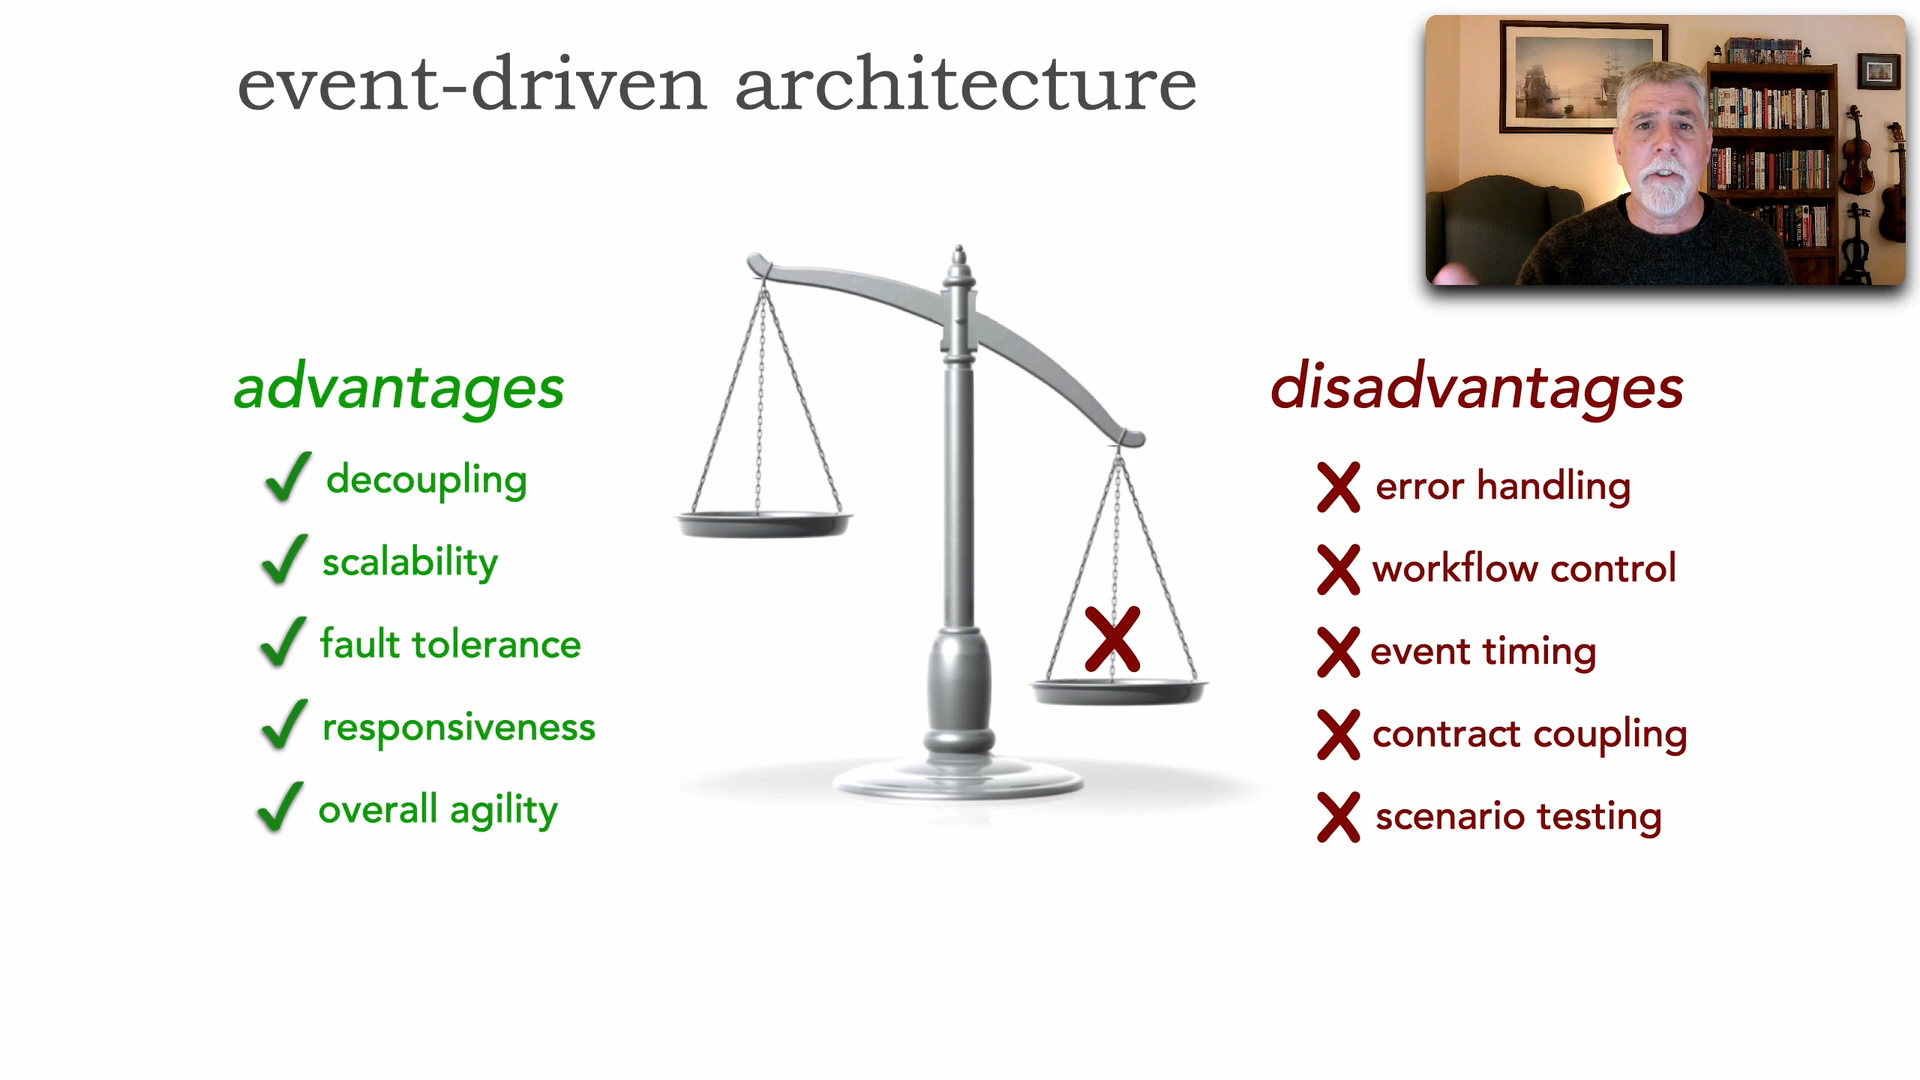 event-driven architecture
advantages
decoupling
scalability
fault tolerance
responsiveness
overall agility
disadvantages
error handling
workflow control
event timing
contract coupling
scenario testing